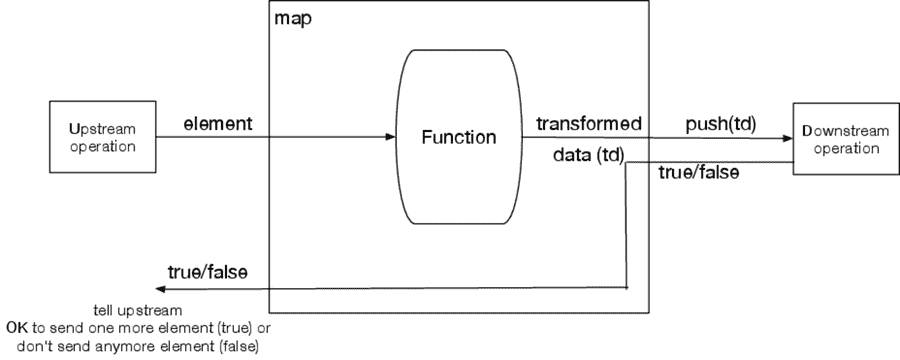 map
Upstream
operation
element
Function
transformed
data (td)
push(td)
true/false
Downstream
operation
true/false
tell upstream
OK to send one more element (true) or
don't send anymore element (false)